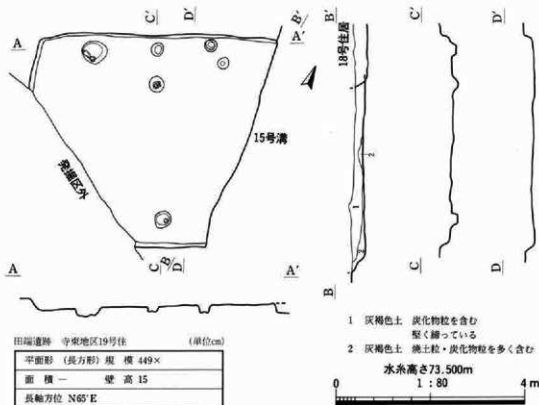 C' D' B'
A A'
15号溝
発掘区外
C B D
A A'
田端遺跡 寺東地区19号住 (単位cm)
平面形 (長方形) 規 模 449×
面 積 ー 壁 高 15
長軸方位 N65°E
B' C' D'
18号住居
2
1
B C D
1 灰褐色土 炭化物粒を含む
堅く締っている
2 灰褐色土 焼土粒・炭化物粒を多く含む
水糸高さ73.500m
0 1:80 4m